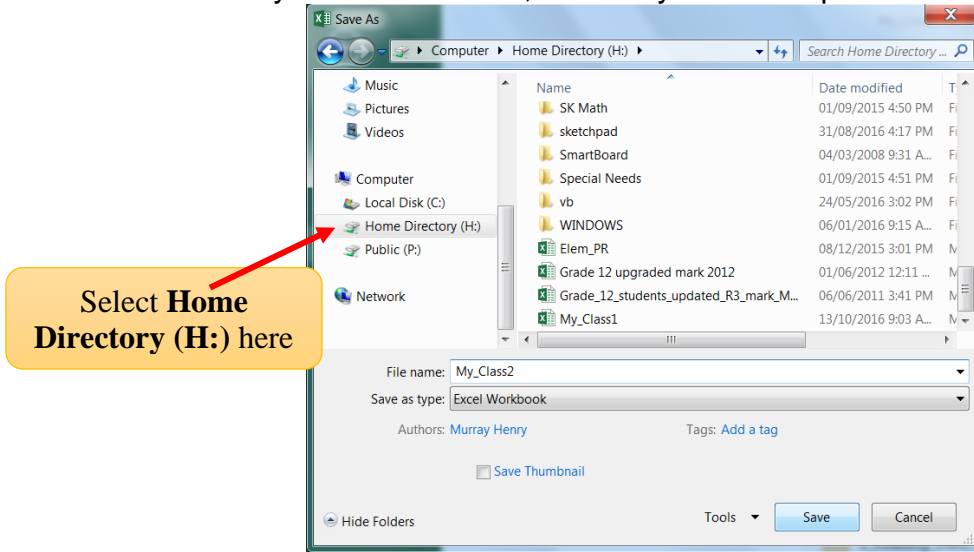 Save As
Computer ▸ Home Directory (H:) ▸
Search Home Directory ...
Music
Pictures
Videos
Computer
Local Disk (C:)
Home Directory (H:)
Public (P:)
Network
Name Date modified
SK Math 01/09/2015 4:50 PM
sketchpad 31/08/2016 4:17 PM
SmartBoard 04/03/2008 9:31 A...
Special Needs 01/09/2015 4:51 PM
vb 24/05/2016 3:02 PM
WINDOWS 06/01/2016 9:15 A...
Elem_PR 08/12/2015 3:01 PM
Grade 12 upgraded mark 2012 01/06/2012 12:11 ...
Grade_12_students_updated_R3_mark_M... 06/06/2011 3:41 PM
My_Class1 13/10/2016 9:03 A...
Select Home
Directory (H:) here
File name: My_Class2
Save as type: Excel Workbook
Authors: Murray Henry Tags: Add a tag
Save Thumbnail
Hide Folders Tools Save Cancel